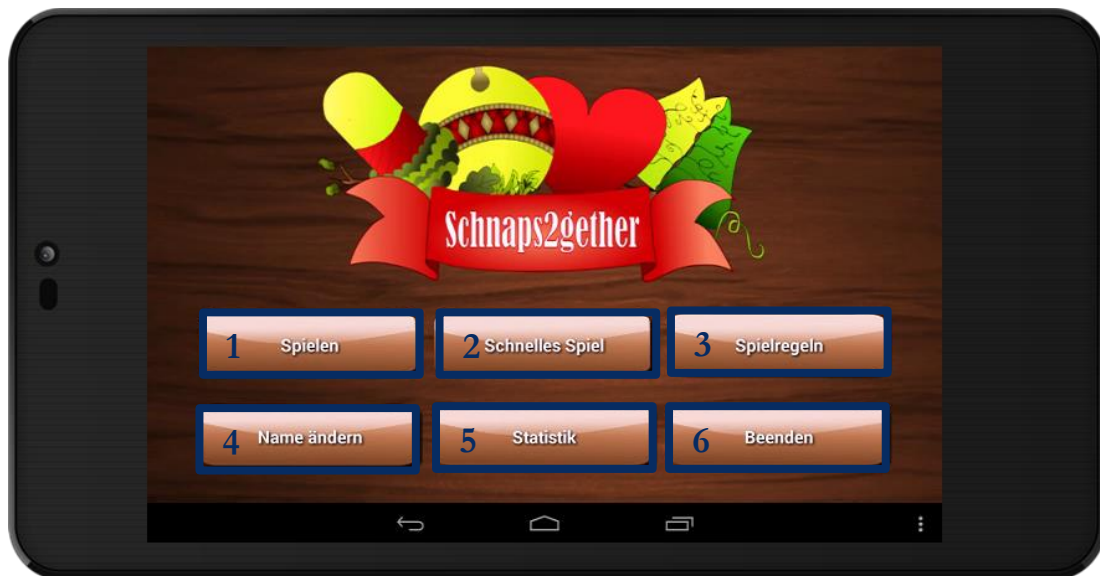 Schnaps2gether
1 Spielen
2 Schnelles Spiel
3 Spielregeln
4 Name ändern
5 Statistik
6 Beenden